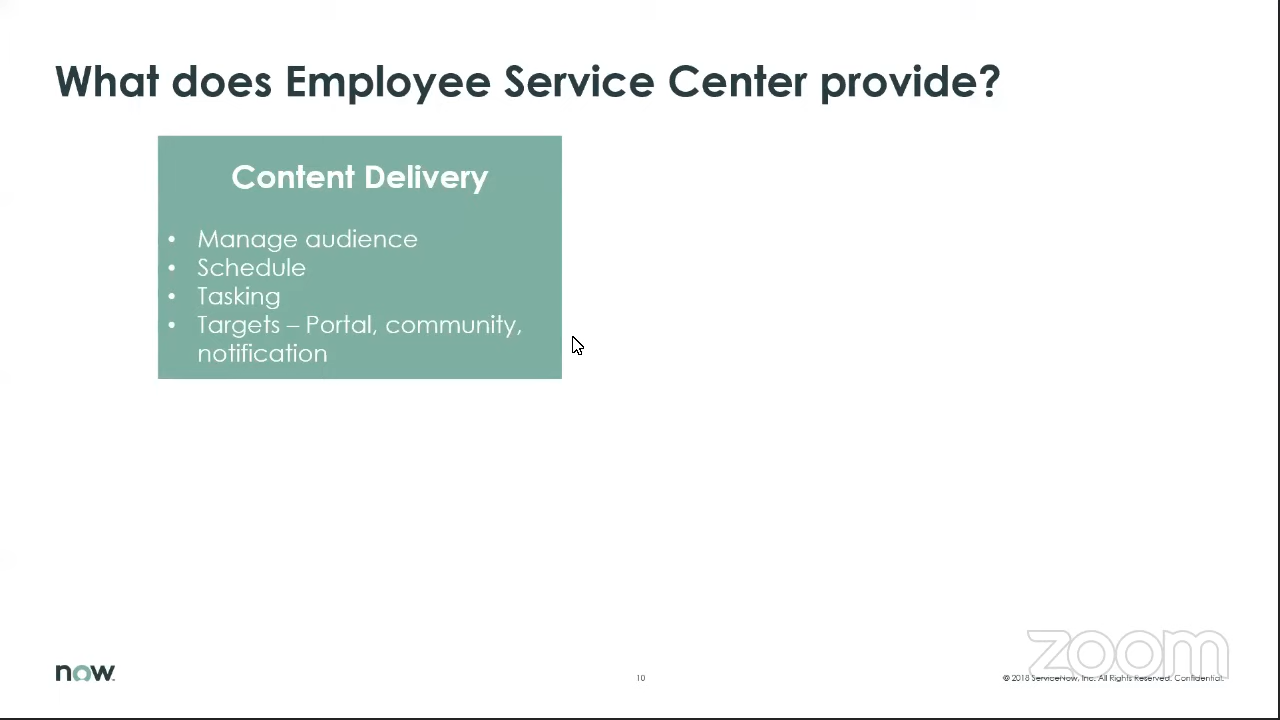 What does Employee Service Center provide?
Content Delivery
• Manage audience
• Schedule
• Tasking
• Targets – Portal, community,
notification
now.
10
© 2018 ServiceNow, Inc. All Rights Reserved. Confidential.
zoom